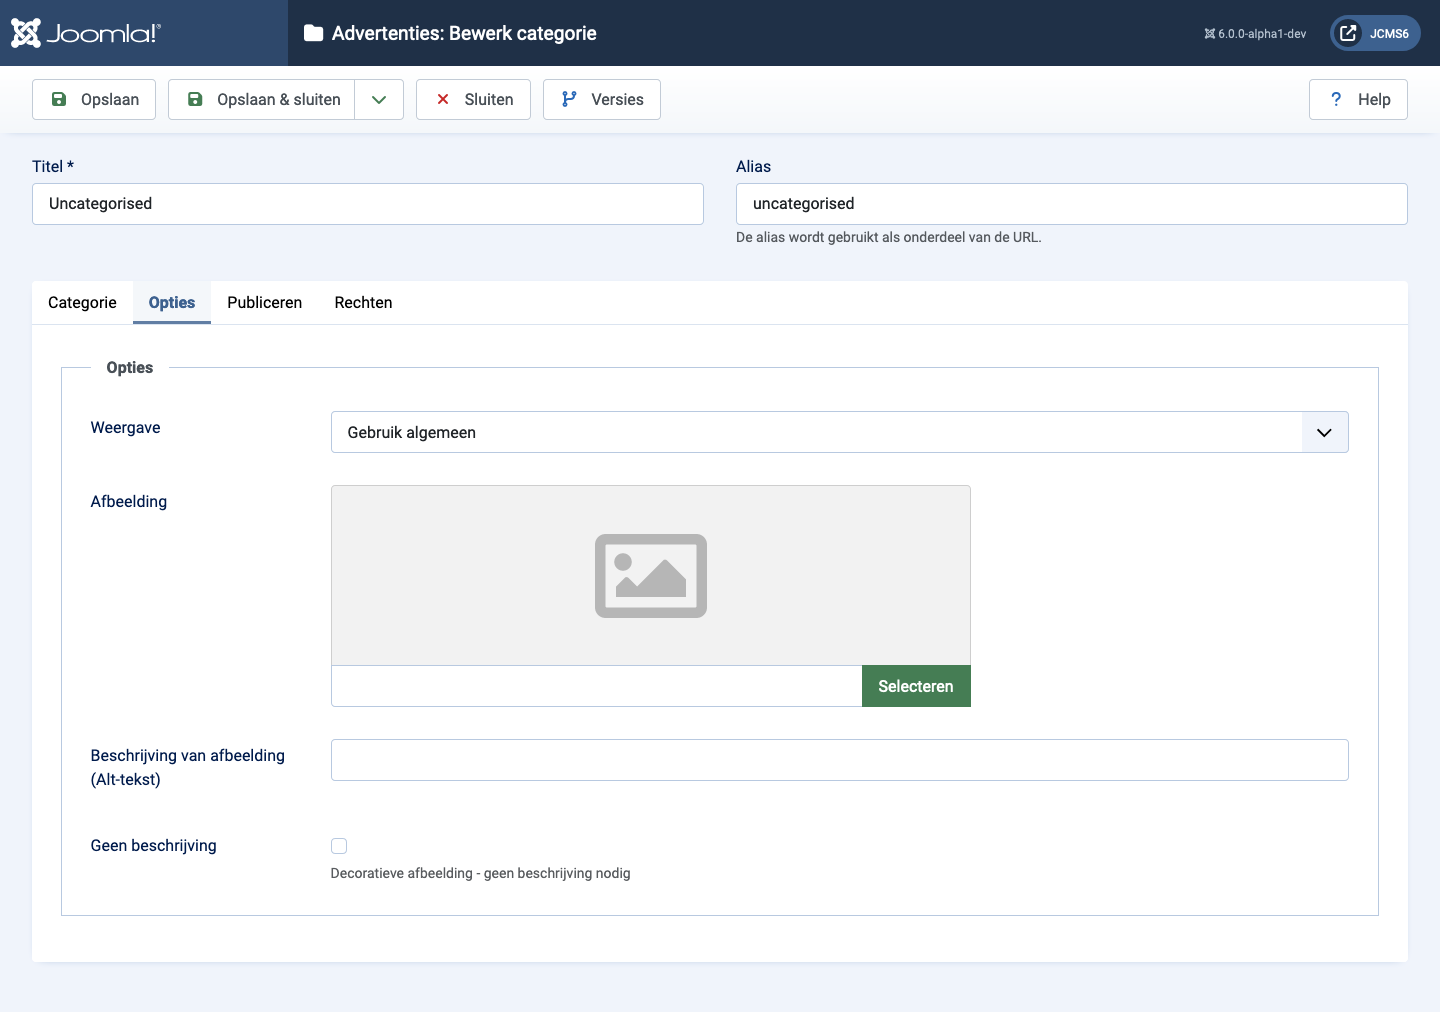 Joomla!®
Advertenties: Bewerk categorie
6.0.0-alpha1-dev
JCMS6
Opslaan
Opslaan & sluiten
Sluiten
Versies
? Help
Titel *
Alias
Uncategorised
uncategorised
De alias wordt gebruikt als onderdeel van de URL.
Categorie
Opties
Publiceren
Rechten
Opties
Weergave
Gebruik algemeen
Afbeelding
Selecteren
Beschrijving van afbeelding
(Alt-tekst)
Geen beschrijving
Decoratieve afbeelding - geen beschrijving nodig